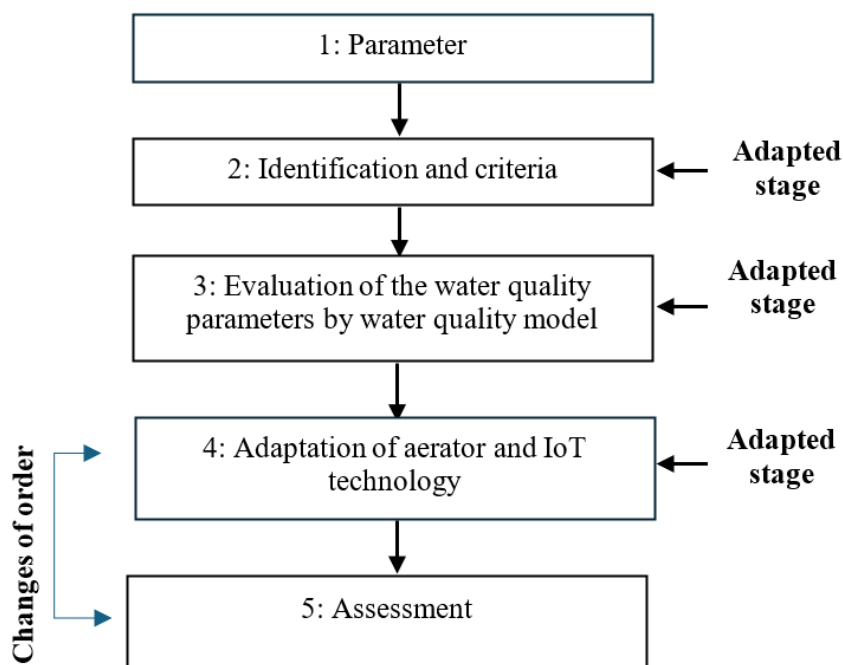 1: Parameter
2: Identification and criteria
Adapted
stage
3: Evaluation of the water quality
parameters by water quality model
Adapted
stage
4: Adaptation of aerator and IoT
technology
Adapted
stage
Changes of order
5: Assessment